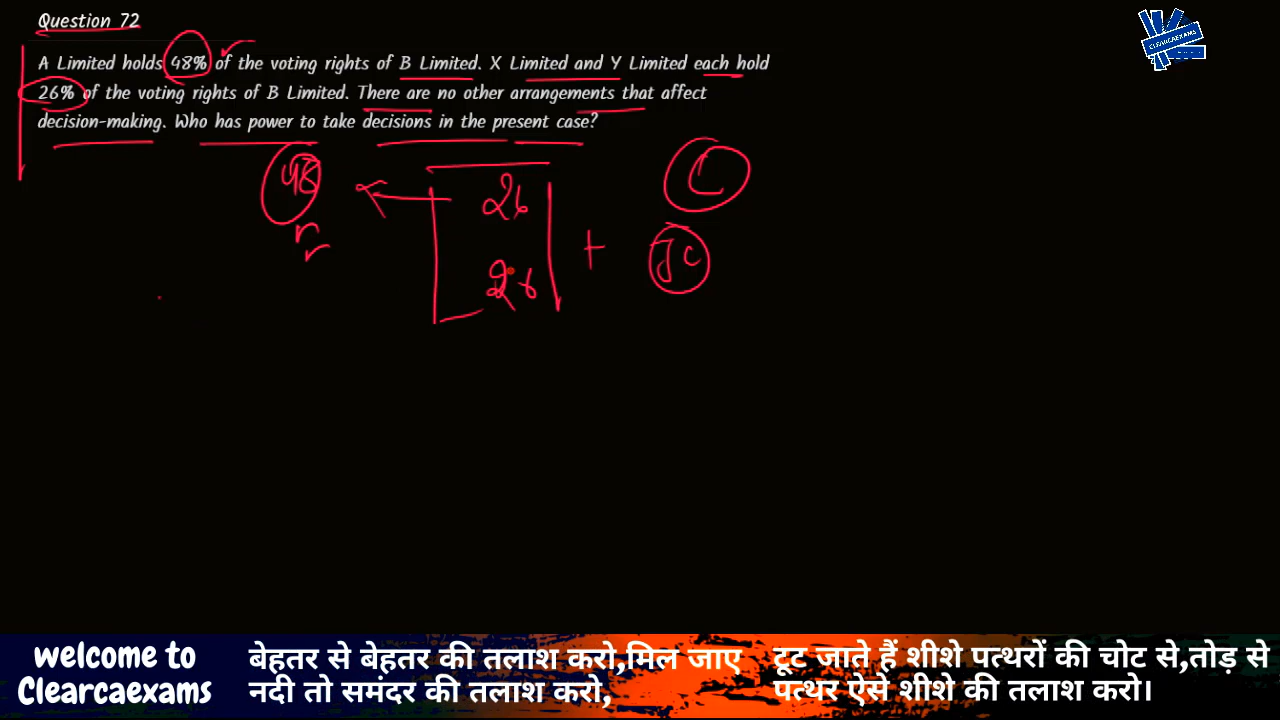 Question 72
CLEARCAEXAMS
A Limited holds 48% of the voting rights of B Limited. X Limited and Y Limited each hold
26% of the voting rights of B Limited. There are no other arrangements that affect
decision-making. Who has power to take decisions in the present case?
48
26
26
+
JC
welcome to
Clearcaexams
बेहतर से बेहतर की तलाश करो,मिल जाए
नदी तो समंदर की तलाश करो,
टूट जाते हैं शीशे पत्थरों की चोट से,तोड़ से
पत्थर ऐसे शीशे की तलाश करो।